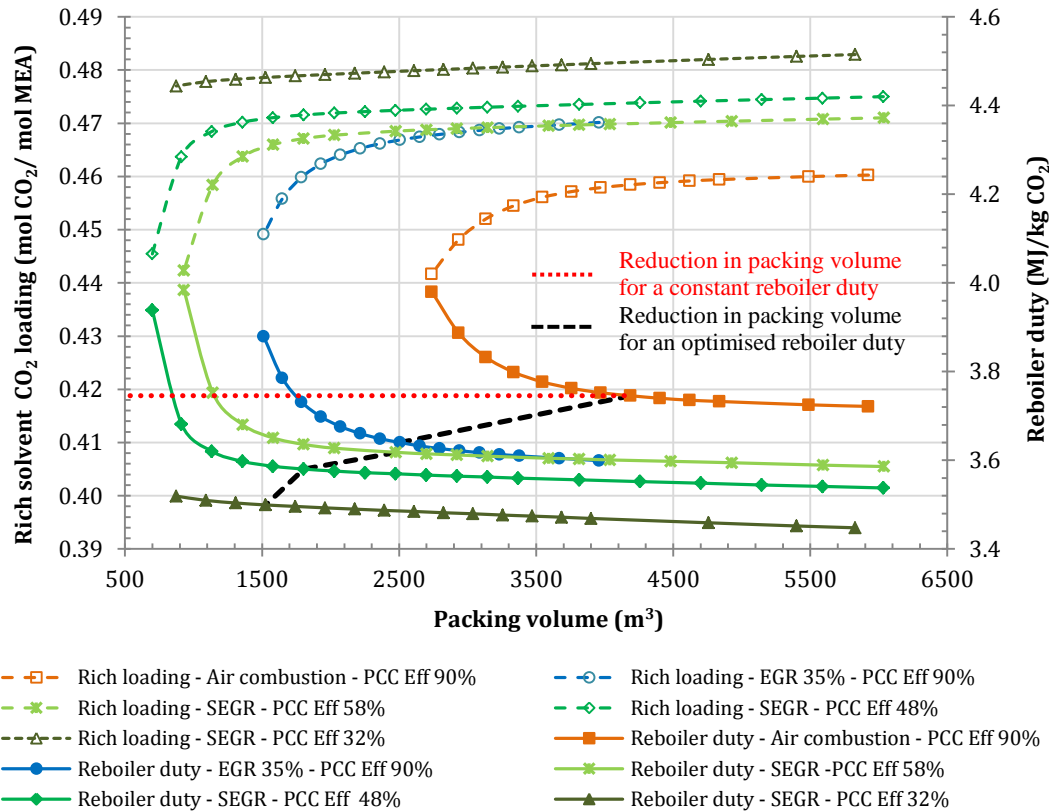 0.49
0.48
0.47
0.46
0.45
0.44
0.43
0.42
0.41
0.40
0.39
Rich solvent CO2 loading (mol CO2/ mol MEA)
4.6
4.4
4.2
4.0
3.8
3.6
3.4
Reboiler duty (MJ/kg CO2)
Reduction in packing volume
for a constant reboiler duty
Reduction in packing volume
for an optimised reboiler duty
500 1500 2500 3500 4500 5500 6500
Packing volume (m3)
Rich loading - Air combustion - PCC Eff 90%
Rich loading - EGR 35% - PCC Eff 90%
Rich loading - SEGR - PCC Eff 58%
Rich loading - SEGR - PCC Eff 48%
Rich loading - SEGR - PCC Eff 32%
Reboiler duty - Air combustion - PCC Eff 90%
Reboiler duty - EGR 35% - PCC Eff 90%
Reboiler duty - SEGR -PCC Eff 58%
Reboiler duty - SEGR - PCC Eff 48%
Reboiler duty - SEGR - PCC Eff 32%